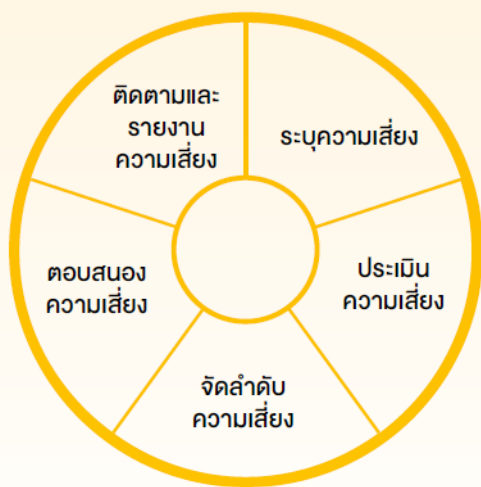 ระบุความเสี่ยง
ประเมิน
ความเสี่ยง
จัดลำดับ
ความเสี่ยง
ตอบสนอง
ความเสี่ยง
ติดตามและ
รายงาน
ความเสี่ยง